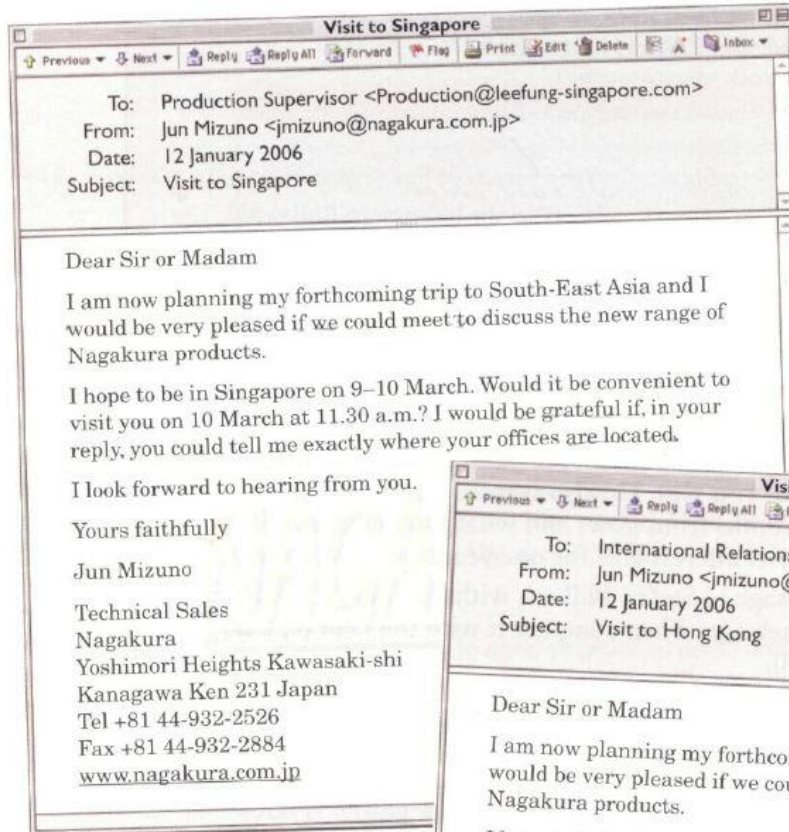 Visit to Singapore
Previous Next Reply Reply All Forward Flag Print Edit Delete Inbox
To: Production Supervisor <Production@leefung-singapore.com>
From: Jun Mizuno <jmizuno@nagakura.com.jp>
Date: 12 January 2006
Subject: Visit to Singapore
Dear Sir or Madam
I am now planning my forthcoming trip to South-East Asia and I
would be very pleased if we could meet to discuss the new range of
Nagakura products.
I hope to be in Singapore on 9–10 March. Would it be convenient to
visit you on 10 March at 11.30 a.m.? I would be grateful if, in your
reply, you could tell me exactly where your offices are located.
I look forward to hearing from you.
Yours faithfully
Jun Mizuno
Technical Sales
Nagakura
Yoshimori Heights Kawasaki-shi
Kanagawa Ken 231 Japan
Tel +81 44-932-2526
Fax +81 44-932-2884
www.nagakura.com.jp
Vis
Previous Next Reply Reply All
To: International Relations
From: Jun Mizuno <jmizuno@
Date: 12 January 2006
Subject: Visit to Hong Kong
Dear Sir or Madam
I am now planning my forthco
would be very pleased if we cou
Nagakura products.